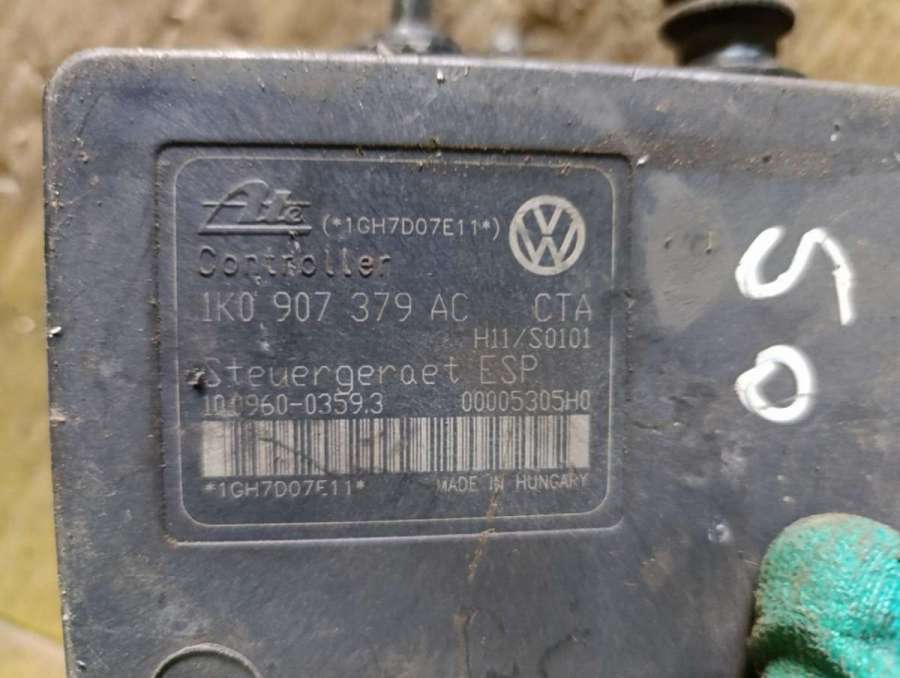 Ate (*1GH7D07E11*)
Controller
1K0 907 379 AC CTA
H11/S0101
Steuergeraet ESP
10.0960-0359.3 00005305H0
*1GH7D07E11* MADE IN HUNGARY
50